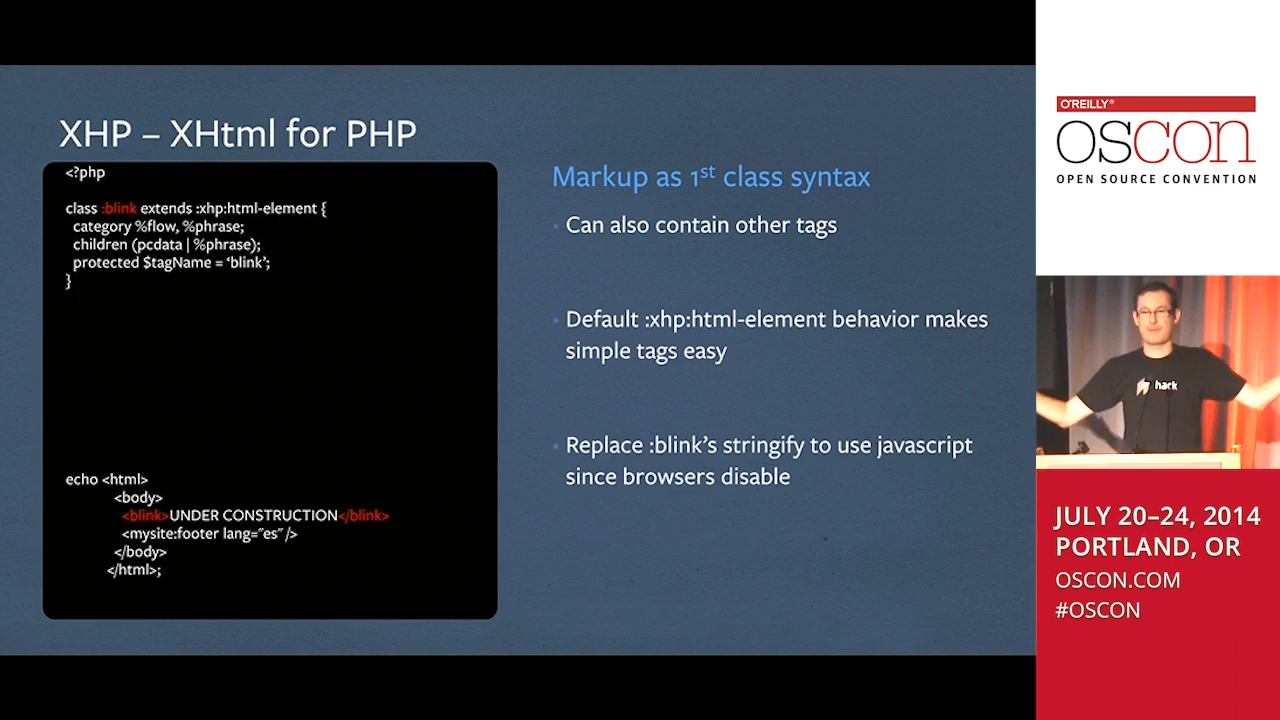 XHP – XHtml for PHP
<?php
class :blink extends :xhp:html-element {
category %flow, %phrase;
children (pcdata | %phrase);
protected $tagName = ‘blink’;
}
echo <html>
<body>
<blink>UNDER CONSTRUCTION</blink>
<mysite:footer lang=”es” />
</body>
</html>;
Markup as 1st class syntax
Can also contain other tags
Default :xhp:html-element behavior makes
simple tags easy
Replace :blink’s stringify to use javascript
since browsers disable
O'REILLY®
OSCON
OPEN SOURCE CONVENTION
hack
JULY 20–24, 2014
PORTLAND, OR
OSCON.COM
#OSCON